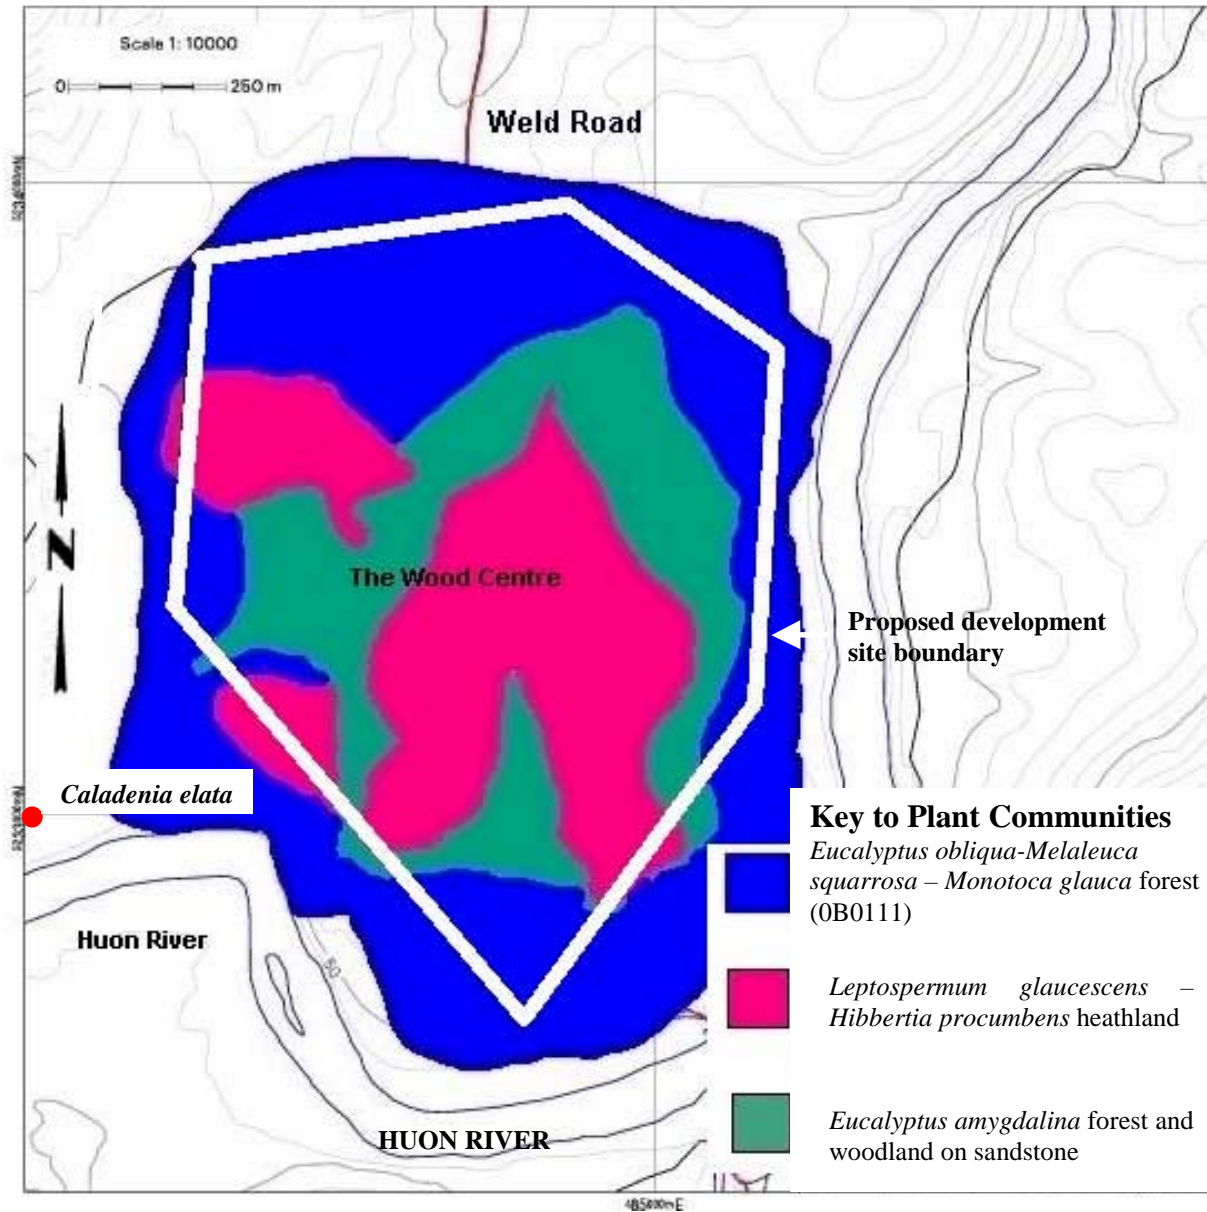 Scale 1: 10000
0 250 m
Weld Road
N
The Wood Centre
Proposed development
site boundary
Caladenia elata
Key to Plant Communities
Eucalyptus obliqua-Melaleuca
squarrosa – Monotoca glauca forest
(0B0111)
Huon River
50
Leptospermum glaucescens –
Hibbertia procumbens heathland
Eucalyptus amygdalina forest and
woodland on sandstone
HUON RIVER
485000mE